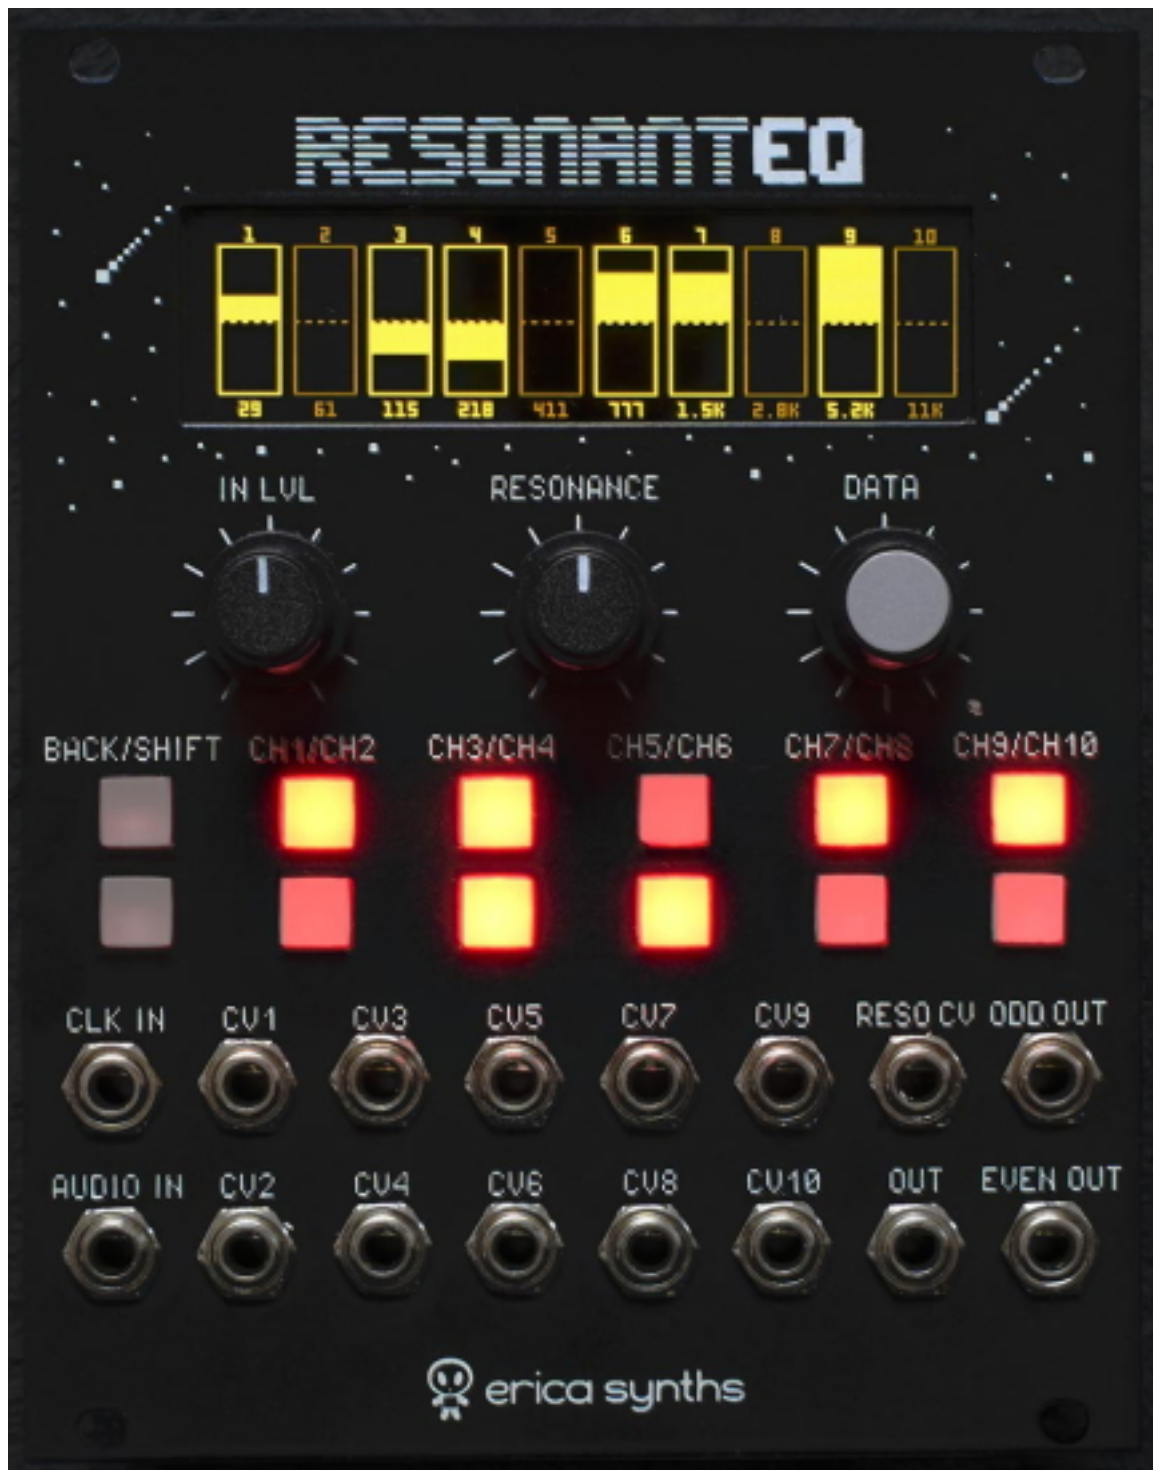 RESONANTEQ
1 2 3 4 5 6 7 8 9 10
29 61 115 218 411 777 1.5K 2.8K 5.2K 11K
IN LVL RESONANCE DATA
BACK/SHIFT CH1/CH2 CH3/CH4 CH5/CH6 CH7/CH8 CH9/CH10
CLK IN CV1 CV3 CV5 CV7 CV9 RESO CV ODD OUT
AUDIO IN CV2 CV4 CV6 CV8 CV10 OUT EVEN OUT
erica synths